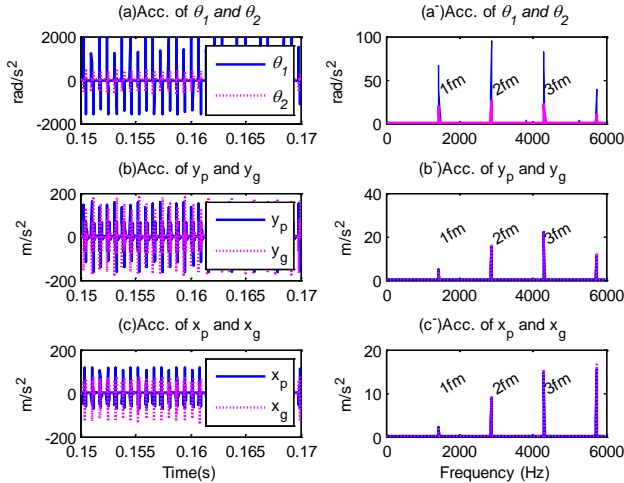 (a)Acc. of θ1 and θ2
(a-)Acc. of θ1 and θ2
rad/s²
2000
0
-2000
0.15 0.155 0.16 0.165 0.17
θ1
θ2
rad/s²
100
50
0
0 2000 4000 6000
1fm 2fm 3fm
(b)Acc. of yp and yg
(b-)Acc. of yp and yg
m/s²
200
0
-200
0.15 0.155 0.16 0.165 0.17
yp
yg
m/s²
40
20
0
0 2000 4000 6000
1fm 2fm 3fm
(c)Acc. of xp and xg
(c-)Acc. of xp and xg
m/s²
200
0
-200
0.15 0.155 0.16 0.165 0.17
Time(s)
xp
xg
m/s²
20
10
0
0 2000 4000 6000
Frequency (Hz)
1fm 2fm 3fm